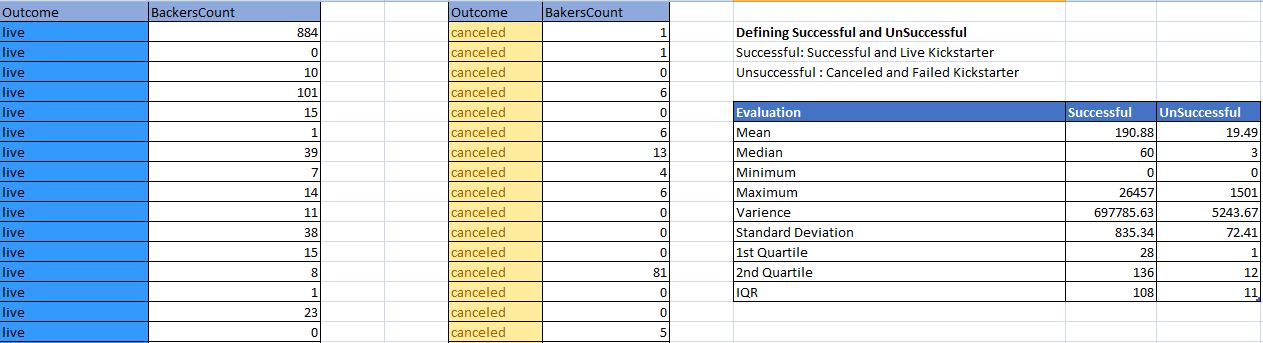 Outcome BackersCount Outcome BakersCount
live 884 canceled 1 Defining Successful and UnSuccessful
live 0 canceled 1 Successful: Successful and Live Kickstarter
live 10 canceled 0 Unsuccessful : Canceled and Failed Kickstarter
live 101 canceled 6
live 15 canceled 0 Evaluation Successful UnSuccessful
live 1 canceled 6 Mean 190.88 19.49
live 39 canceled 13 Median 60 3
live 7 canceled 4 Minimum 0 0
live 14 canceled 6 Maximum 26457 1501
live 11 canceled 0 Varience 697785.63 5243.67
live 38 canceled 0 Standard Deviation 835.34 72.41
live 15 canceled 0 1st Quartile 28 1
live 8 canceled 81 2nd Quartile 136 12
live 1 canceled 0 IQR 108 11
live 23 canceled 0
live 0 canceled 5